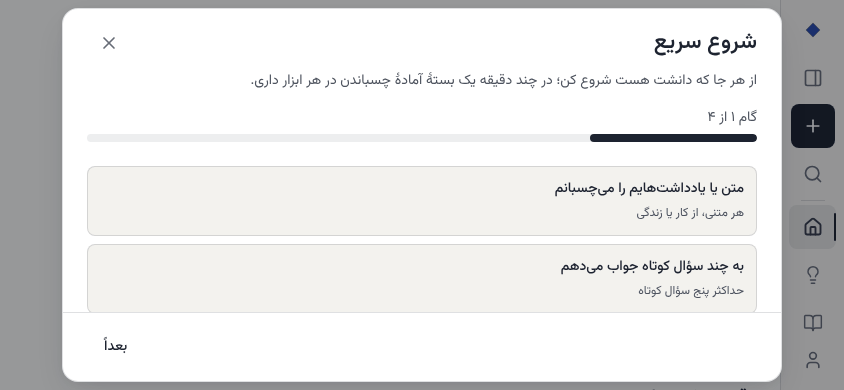 شروع سریع
از هر جا که دانشت هست شروع کن؛ در چند دقیقه یک بستهٔ آمادهٔ چسباندن در هر ابزار داری.
گام ۱ از ۴
متن یا یادداشت‌هایم را می‌چسبانم
هر متنی، از کار یا زندگی
به چند سؤال کوتاه جواب می‌دهم
حداکثر پنج سؤال کوتاه
بعداً